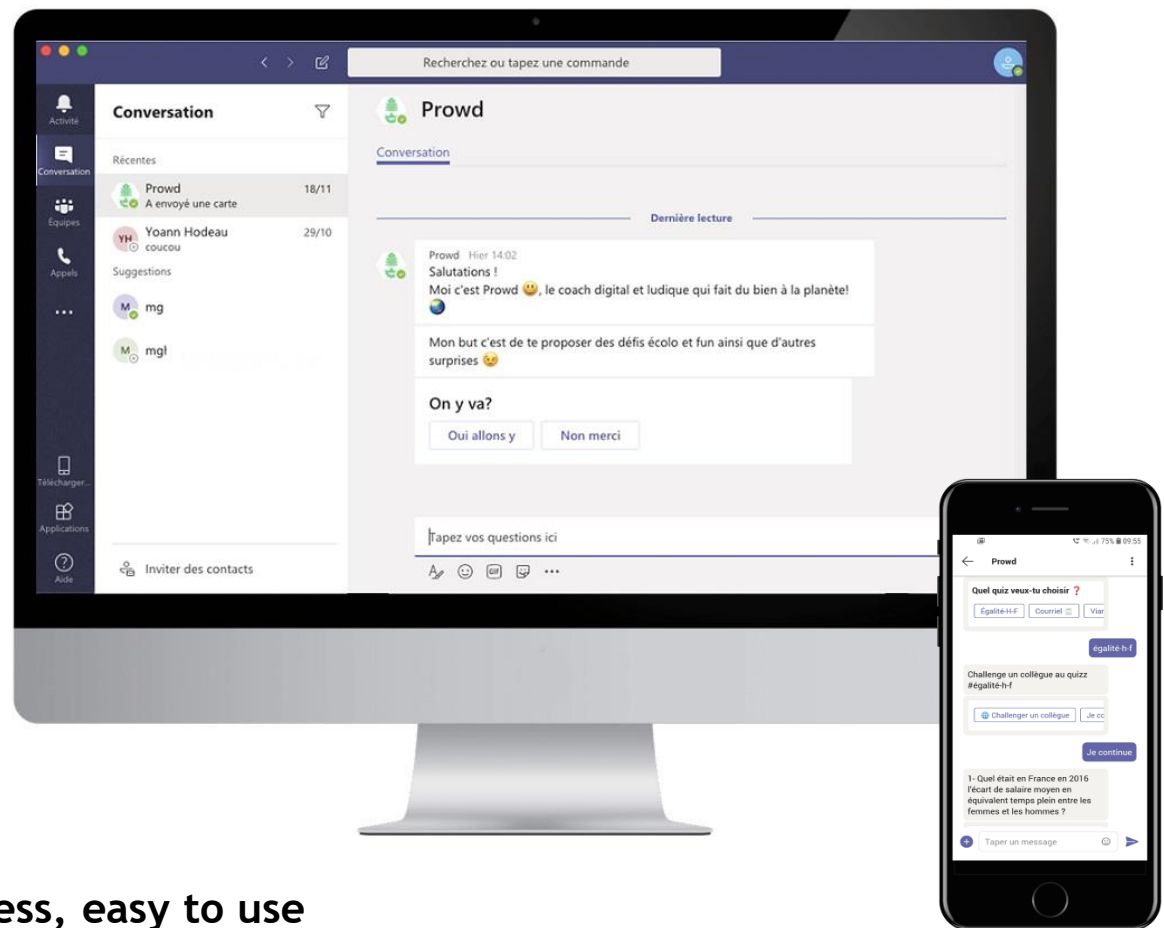 Recherchez ou tapez une commande
Activité
Conversation
Équipes
Appels
Télécharger...
Applications
Aide
Conversation
Récentes
Prowd 18/11
A envoyé une carte
YH Yoann Hodeau 29/10
coucou
Suggestions
M mg
M mgl
Inviter des contacts
Prowd
Conversation
Dernière lecture
Prowd Hier 14:02
Salutations !
Moi c'est Prowd 😃, le coach digital et ludique qui fait du bien à la planète!
🌍
Mon but c'est de te proposer des défis écolo et fun ainsi que d'autres
surprises 😉
On y va?
Oui allons y Non merci
Tapez vos questions ici
GIF
75% 09:55
Prowd
Quel quiz veux-tu choisir ❓
Égalité-H-F Courriel Vian
égalité-h-f
Challenge un collègue au quizz
#égalité-h-f
🌐 Challenger un collègue Je co
Je continue
1- Quel était en France en 2016
l'écart de salaire moyen en
équivalent temps plein entre les
femmes et les hommes ?
Taper un message
ess, easy to use